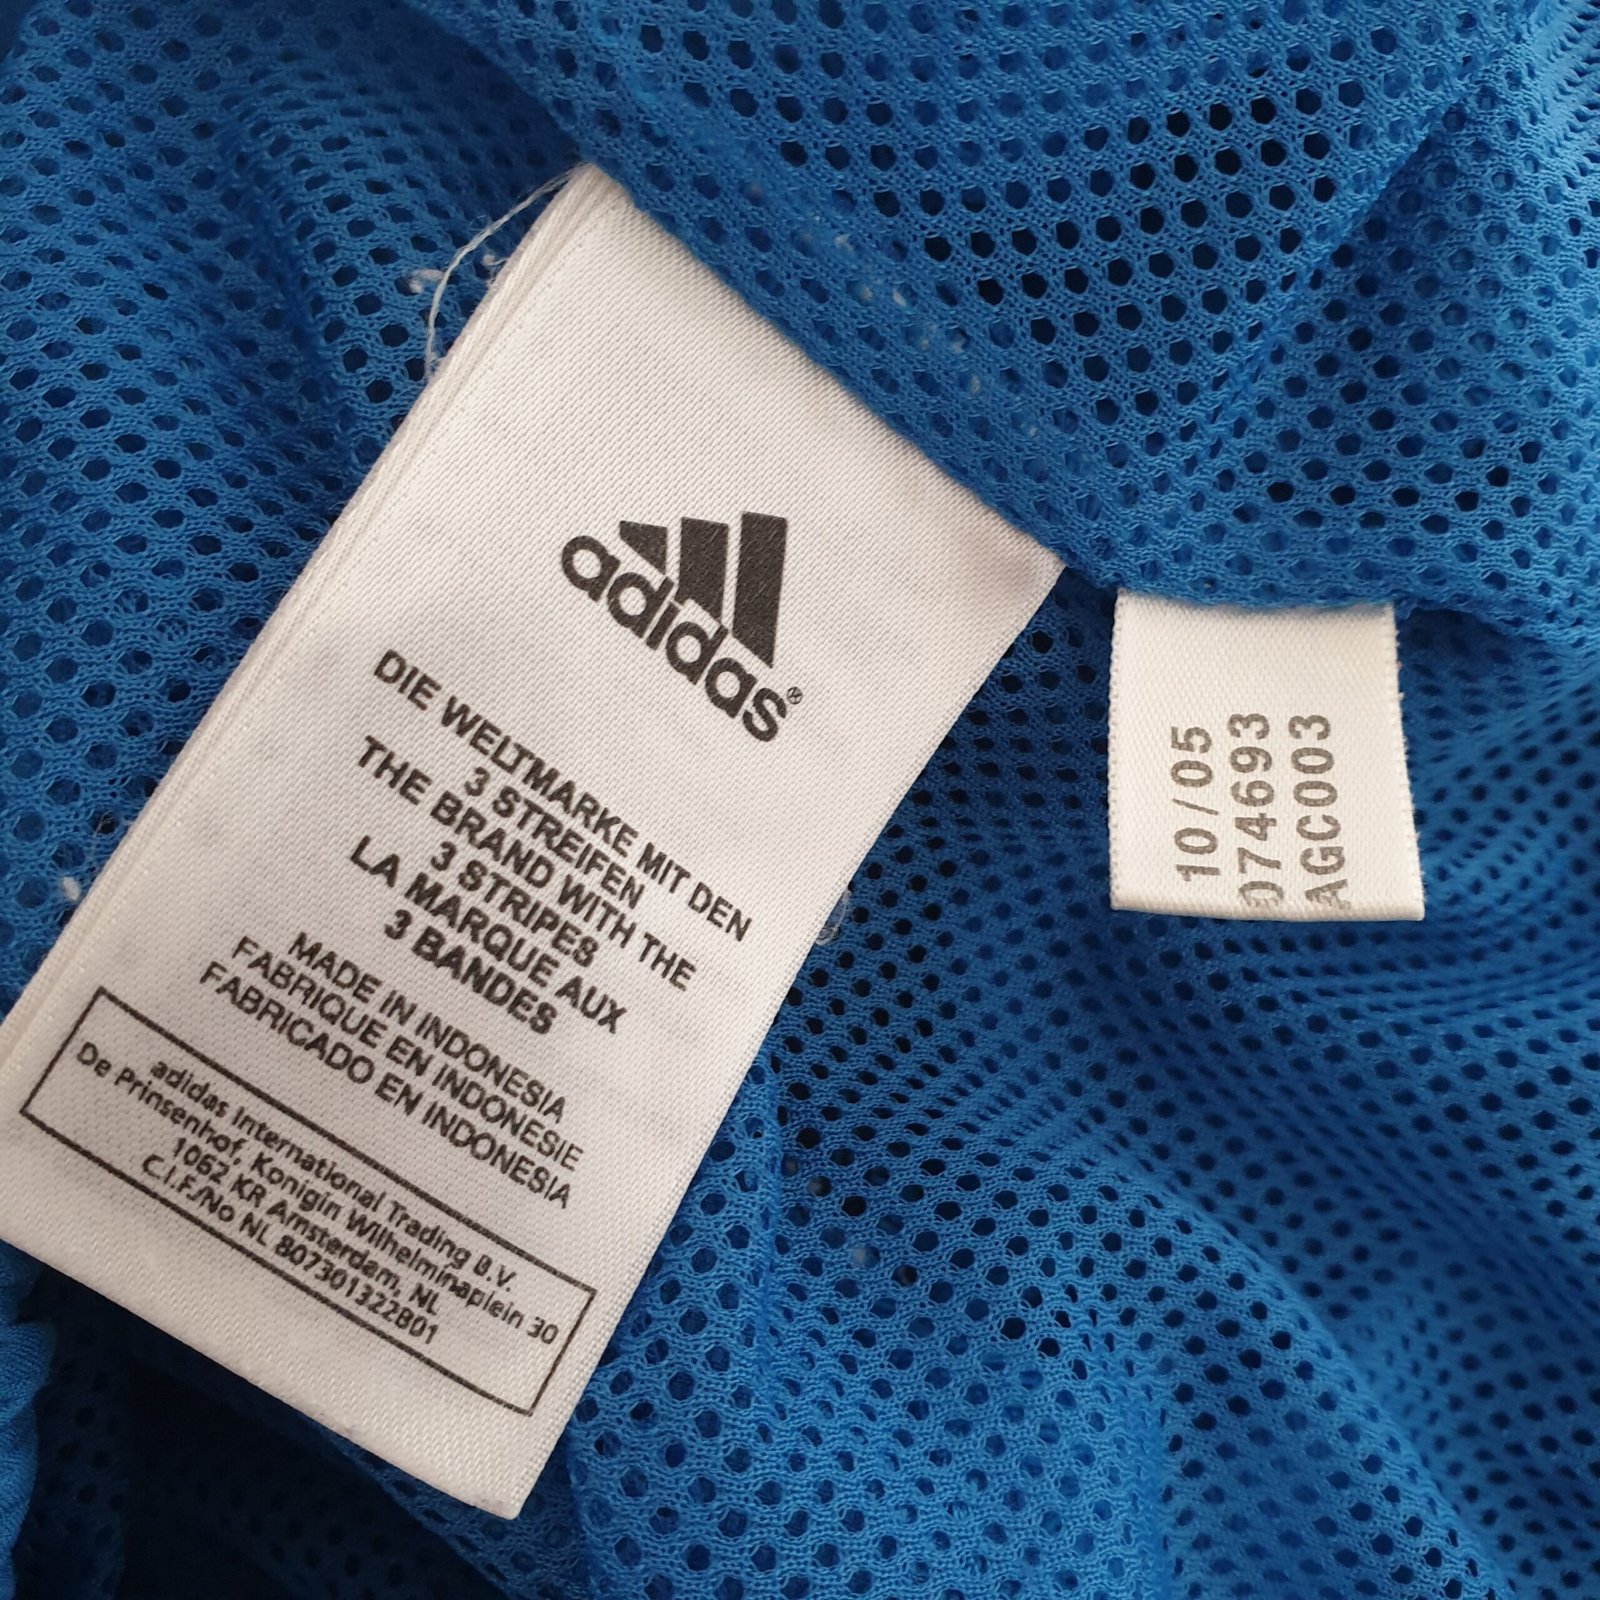 adidas
DIE WELTMARKE MIT DEN
3 STREIFEN
THE BRAND WITH THE
3 STRIPES
LA MARQUE AUX
3 BANDES
MADE IN INDONESIA
FABRIQUE EN INDONESIE
FABRICADO EN INDONESIA
adidas International Trading B.V.
De Prinsenhof, Konigin Wilhelminaplein 30
1062 KR Amsterdam, NL
C.I.F./No NL 807301322B01
10/05
074693
AGC003